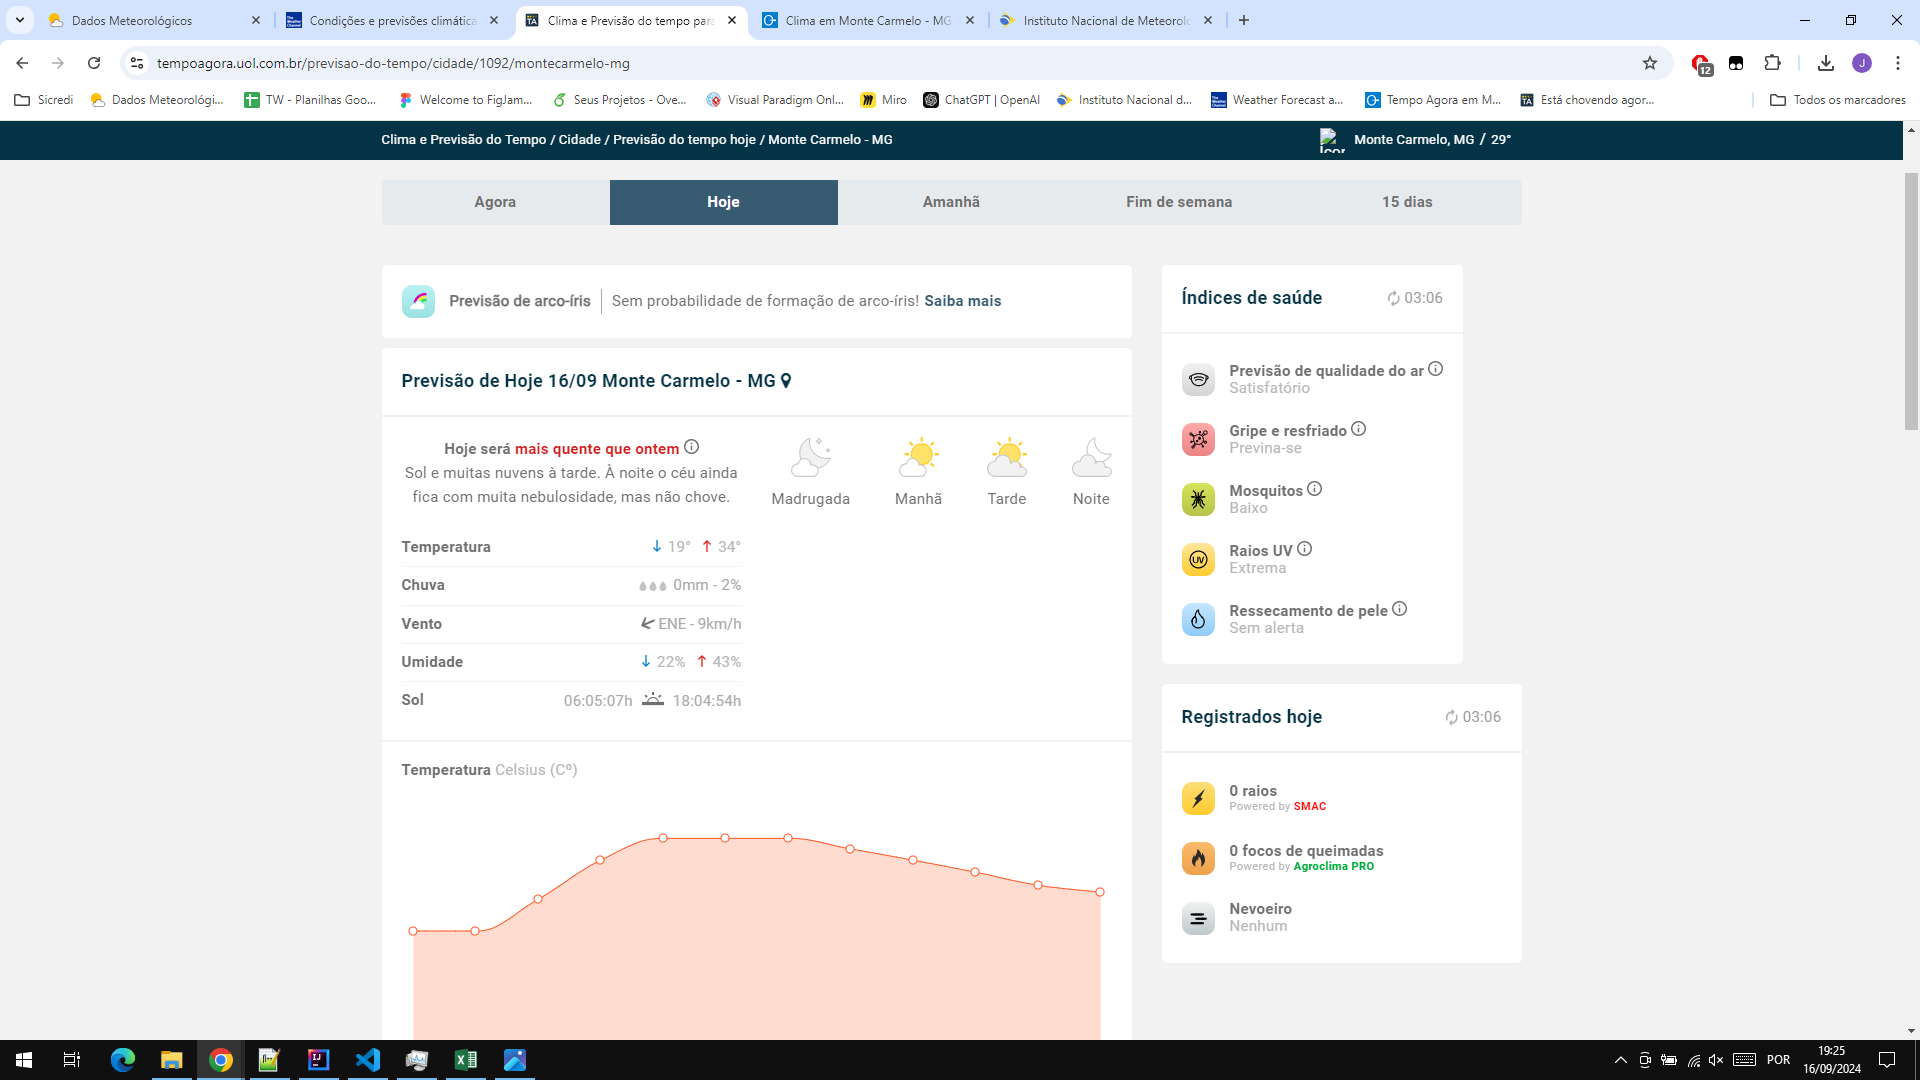 Dados Meteorológicos
Condições e previsões climática
Clima e Previsão do tempo para
Clima em Monte Carmelo - MG
Instituto Nacional de Meteorolo
tempoagora.uol.com.br/previsao-do-tempo/cidade/1092/montecarmelo-mg
12
J
Sicredi
Dados Meteorológi...
TW - Planilhas Goo...
Welcome to FigJam...
Seus Projetos - Ove...
Visual Paradigm Onl...
Miro
ChatGPT | OpenAI
Instituto Nacional d...
Weather Forecast a...
Tempo Agora em M...
Está chovendo agor...
Todos os marcadores
Clima e Previsão do Tempo / Cidade / Previsão do tempo hoje / Monte Carmelo - MG
Monte Carmelo, MG / 29°
Agora
Hoje
Amanhã
Fim de semana
15 dias
Previsão de arco-íris
Sem probabilidade de formação de arco-íris! Saiba mais
Previsão de Hoje 16/09 Monte Carmelo - MG
Hoje será mais quente que ontem
Sol e muitas nuvens à tarde. À noite o céu ainda
fica com muita nebulosidade, mas não chove.
Madrugada
Manhã
Tarde
Noite
Temperatura
19° 34°
Chuva
0mm - 2%
Vento
ENE - 9km/h
Umidade
22% 43%
Sol
06:05:07h 18:04:54h
Temperatura Celsius (Cº)
Índices de saúde
03:06
Previsão de qualidade do ar
Satisfatório
Gripe e resfriado
Previna-se
Mosquitos
Baixo
UV
Raios UV
Extrema
Ressecamento de pele
Sem alerta
Registrados hoje
03:06
0 raios
Powered by SMAC
0 focos de queimadas
Powered by Agroclima PRO
Nevoeiro
Nenhum
POR
19:25
16/09/2024